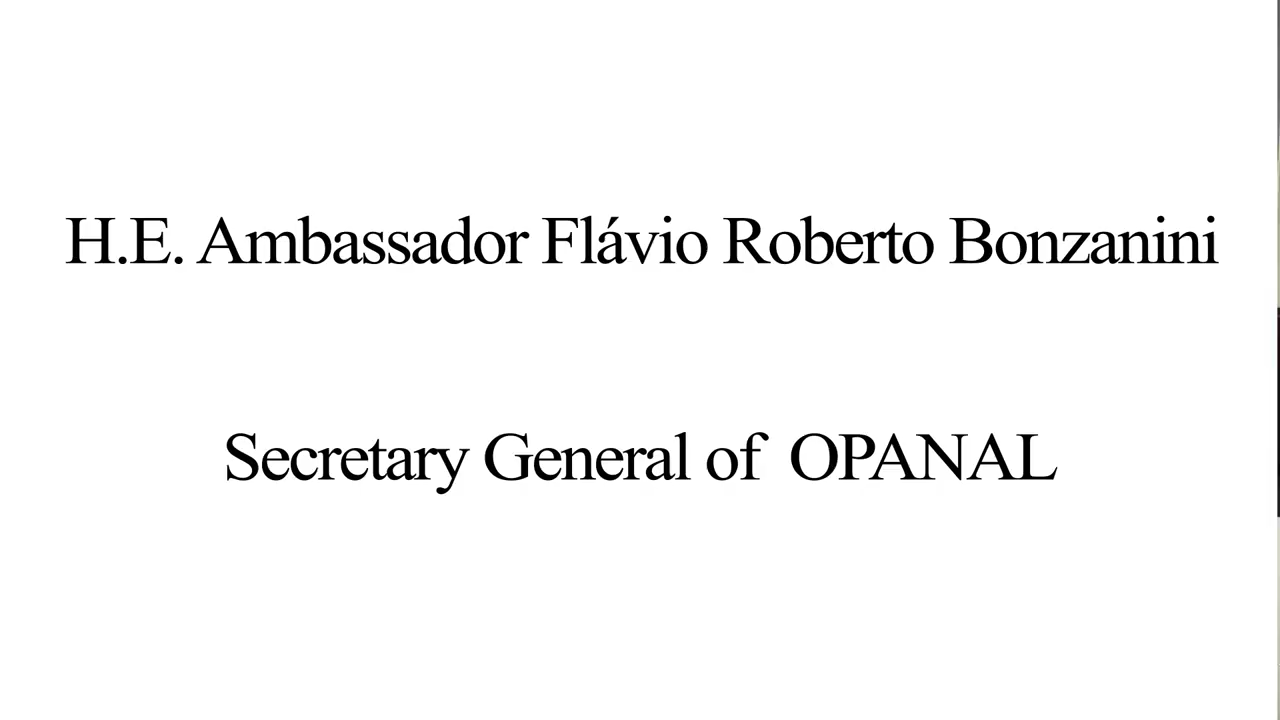 H.E. Ambassador Flávio Roberto Bonzanini
Secretary General of OPANAL